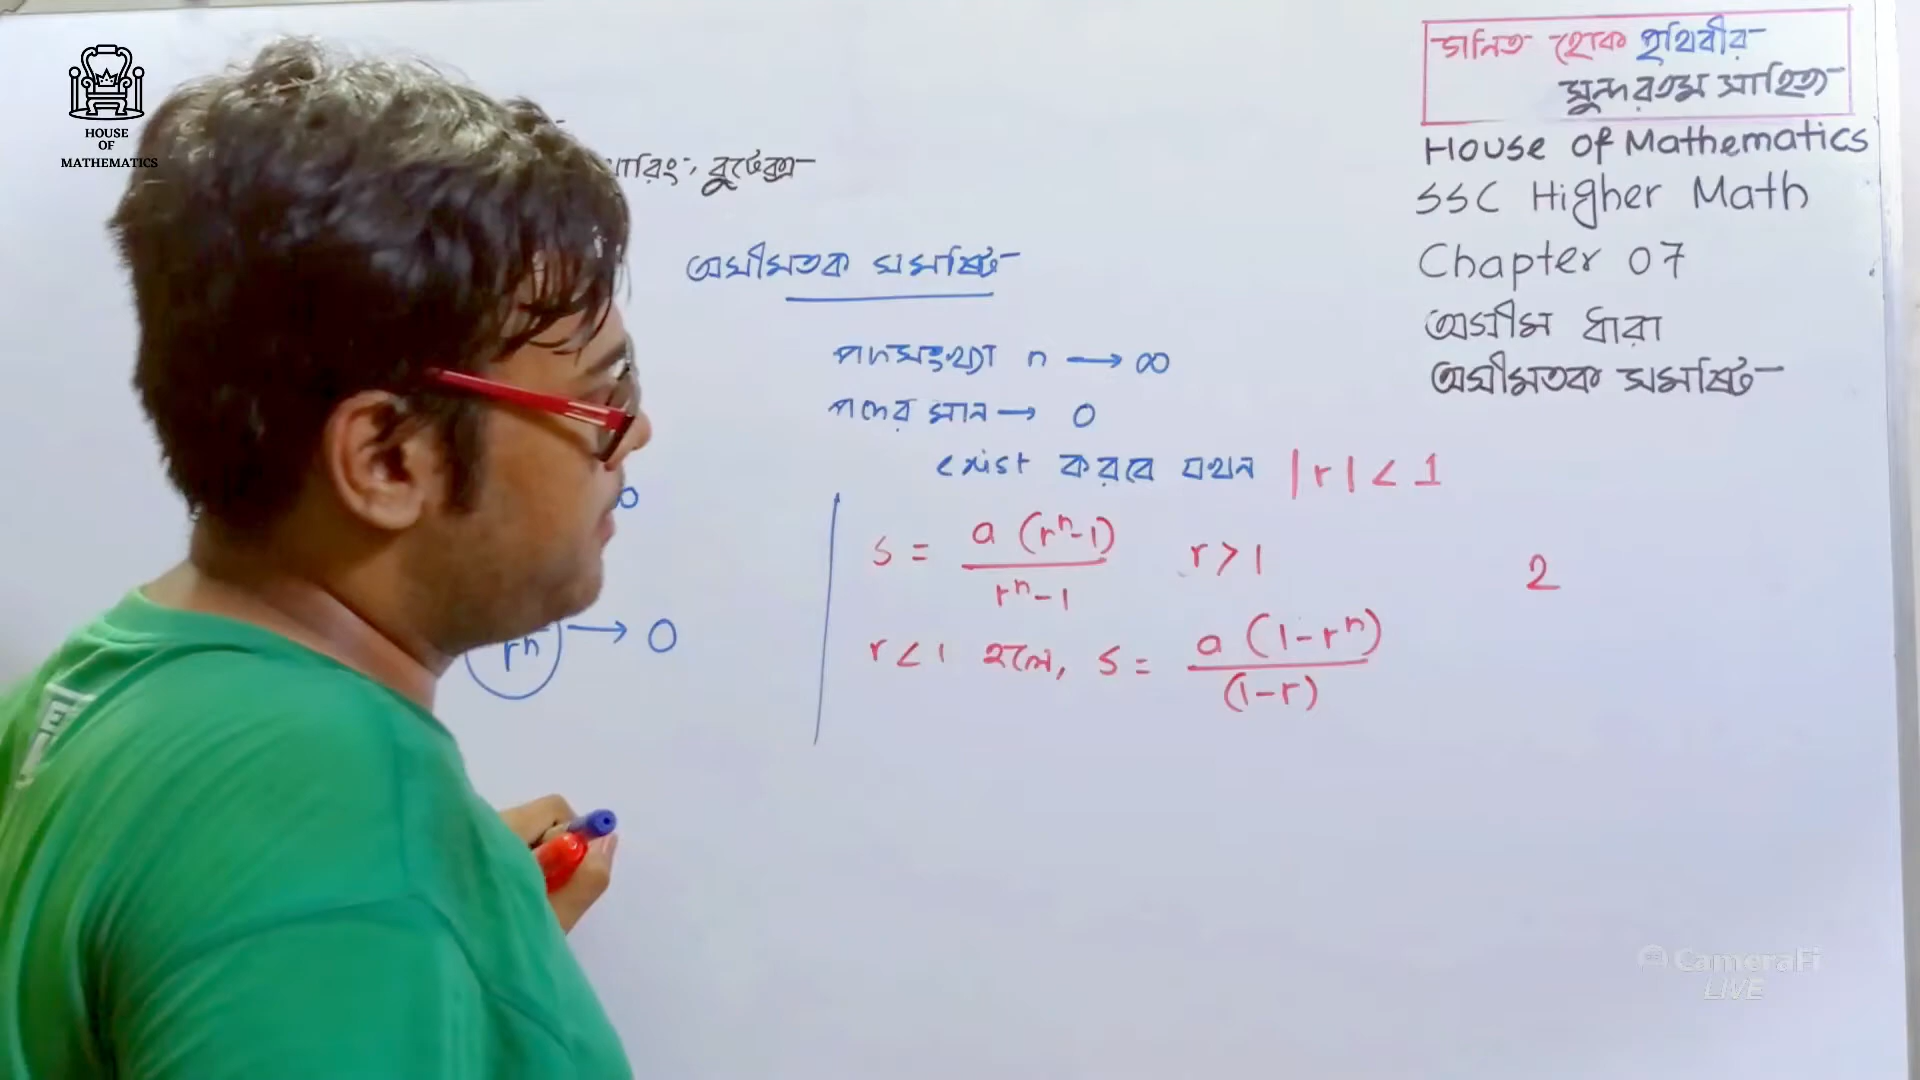 HOUSE
OF
MATHEMATICS
গনিত হোক পৃথিবীর
সুন্দরতম সাহিত্য
House of Mathematics
SSC Higher Math
Chapter 07
অসীম ধারা
অসীমতক সমষ্টি
বুটেক্স
অসীমতক সমষ্টি
পদসংখ্যা n → ∞
পদের মান → 0
exist করবে যখন |r| < 1
s = a (rⁿ-1) / rⁿ-1 r > 1
2
rⁿ → 0
r < 1 হলে, s = a (1-rⁿ) / (1-r)
CameraFi
LIVE